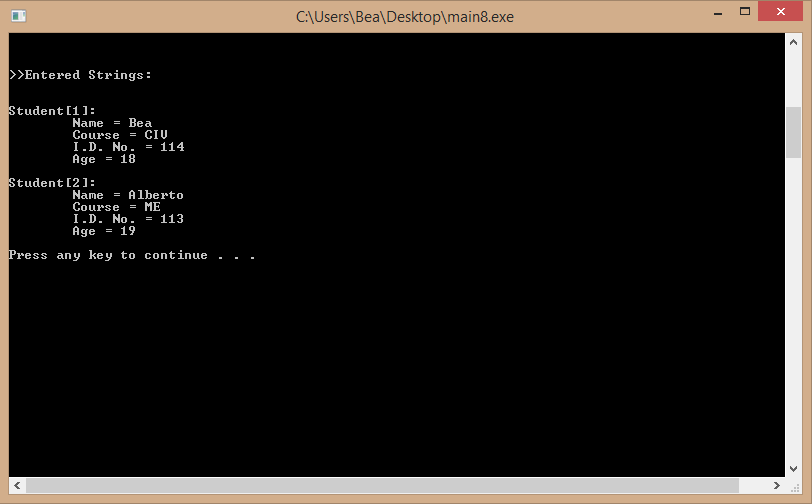 C:\Users\Bea\Desktop\main8.exe
>>Entered Strings:
Student[1]:
Name = Bea
Course = CIV
I.D. No. = 114
Age = 18
Student[2]:
Name = Alberto
Course = ME
I.D. No. = 113
Age = 19
Press any key to continue . . .